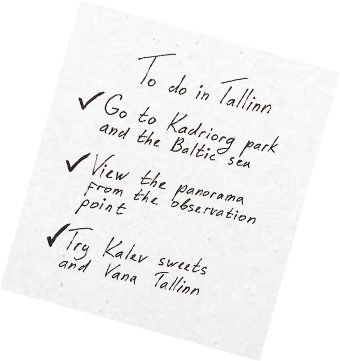 To do in Tallinn
Go to Kadriorg park
and the Baltic sea
View the panorama
from the observation
point
Try Kalev sweets
and Vana Tallinn